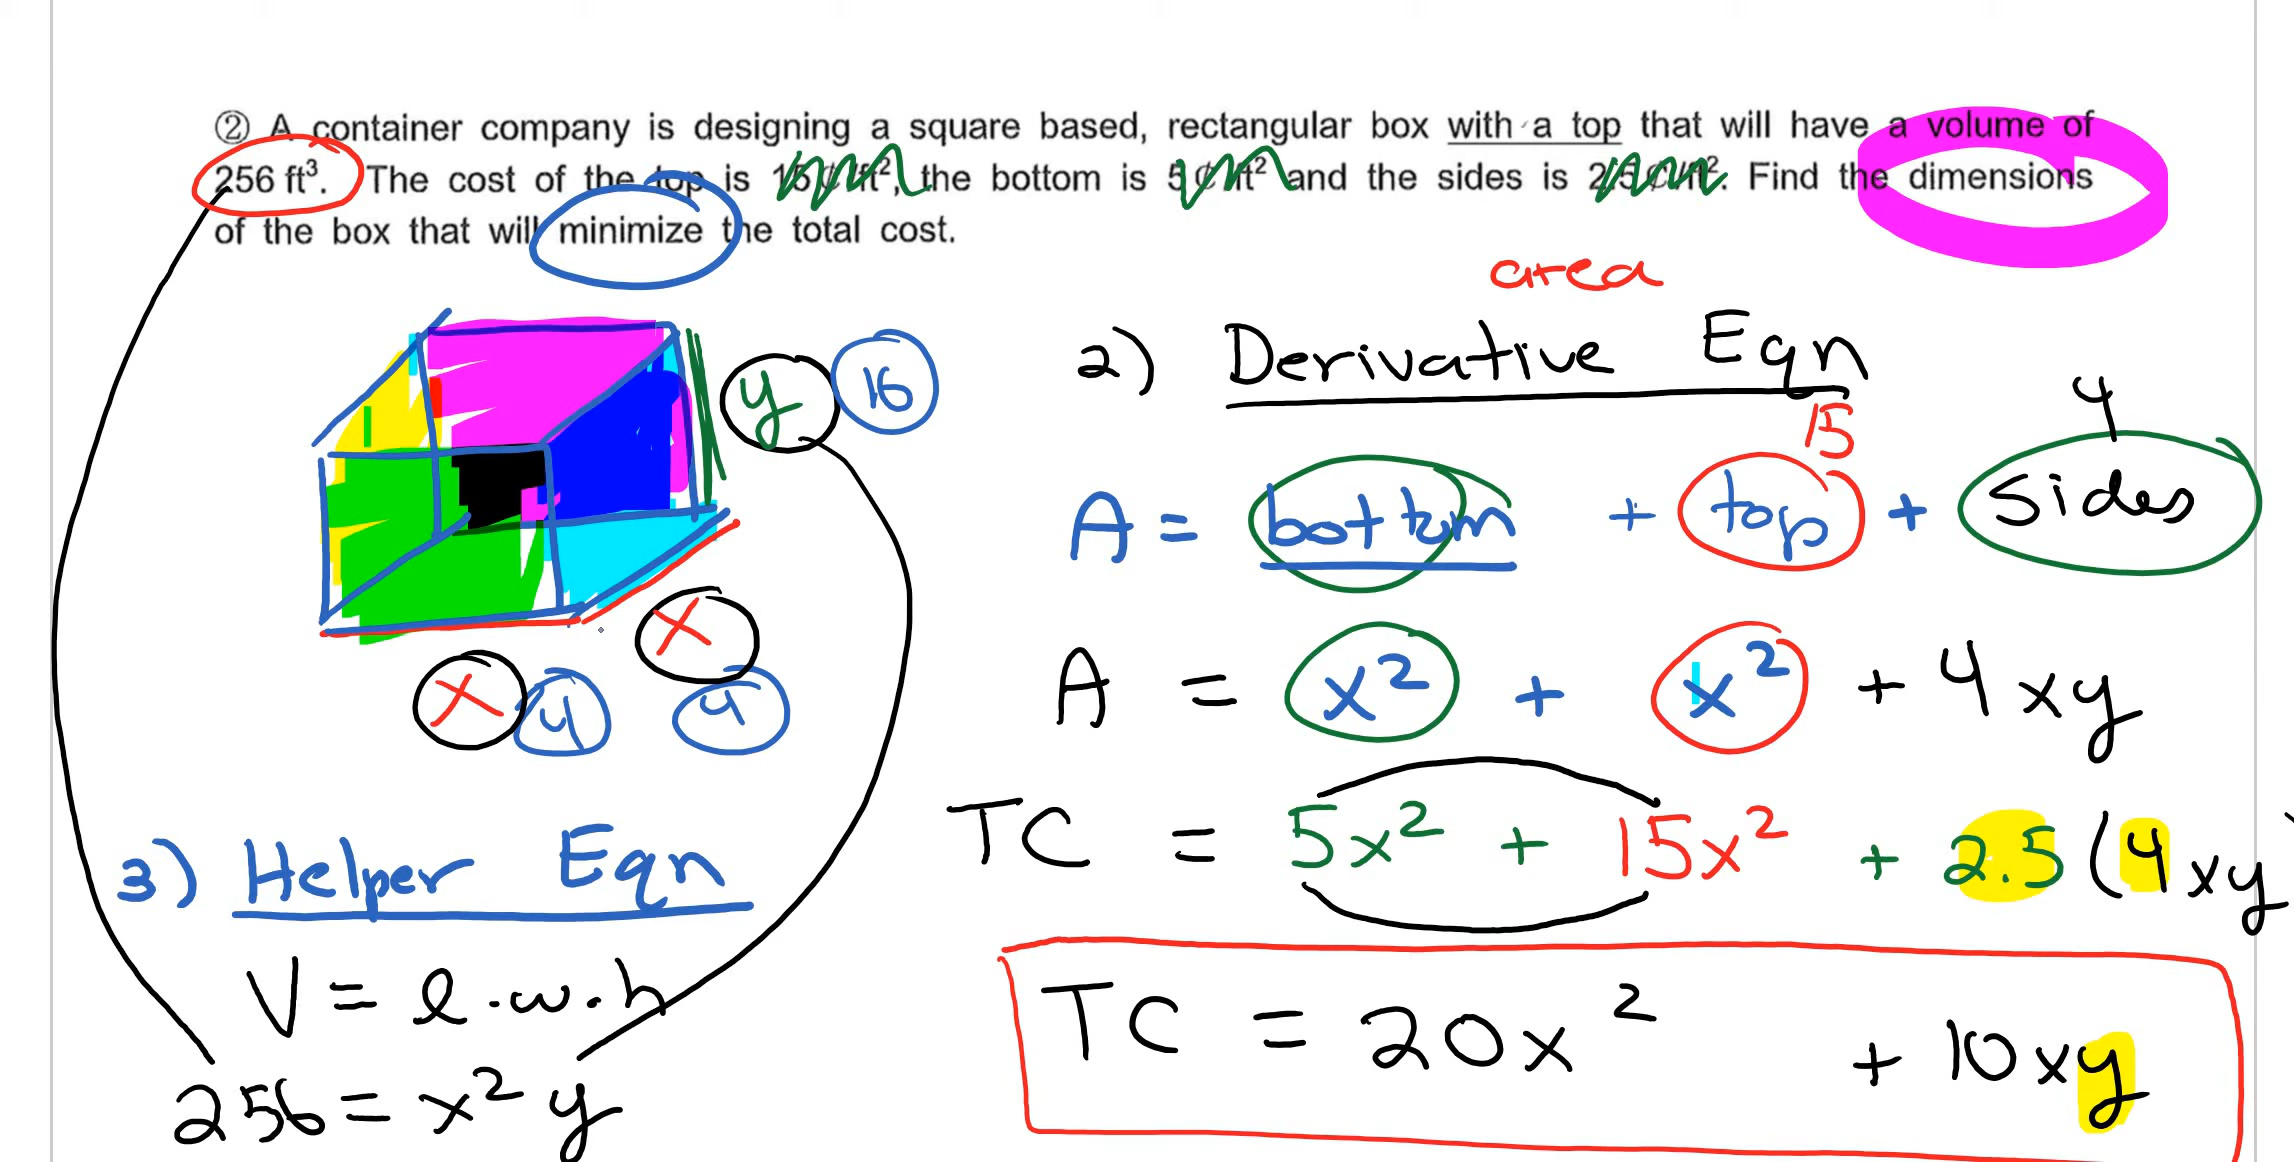 ② A container company is designing a square based, rectangular box with a top that will have a volume of
256 ft³. The cost of the top is 15¢/ft², the bottom is 5¢/ft² and the sides is 2.5¢/ft². Find the dimensions
of the box that will minimize the total cost.
area
2) Derivative Eqn
y 16
15
4
A = bottom + top + sides
x
x 4 4
A = x² + x² + 4xy
TC = 5x² + 15x² + 2.5(4xy)
3) Helper Eqn
V = l·w·h
TC = 20x² + 10xy
256 = x²y